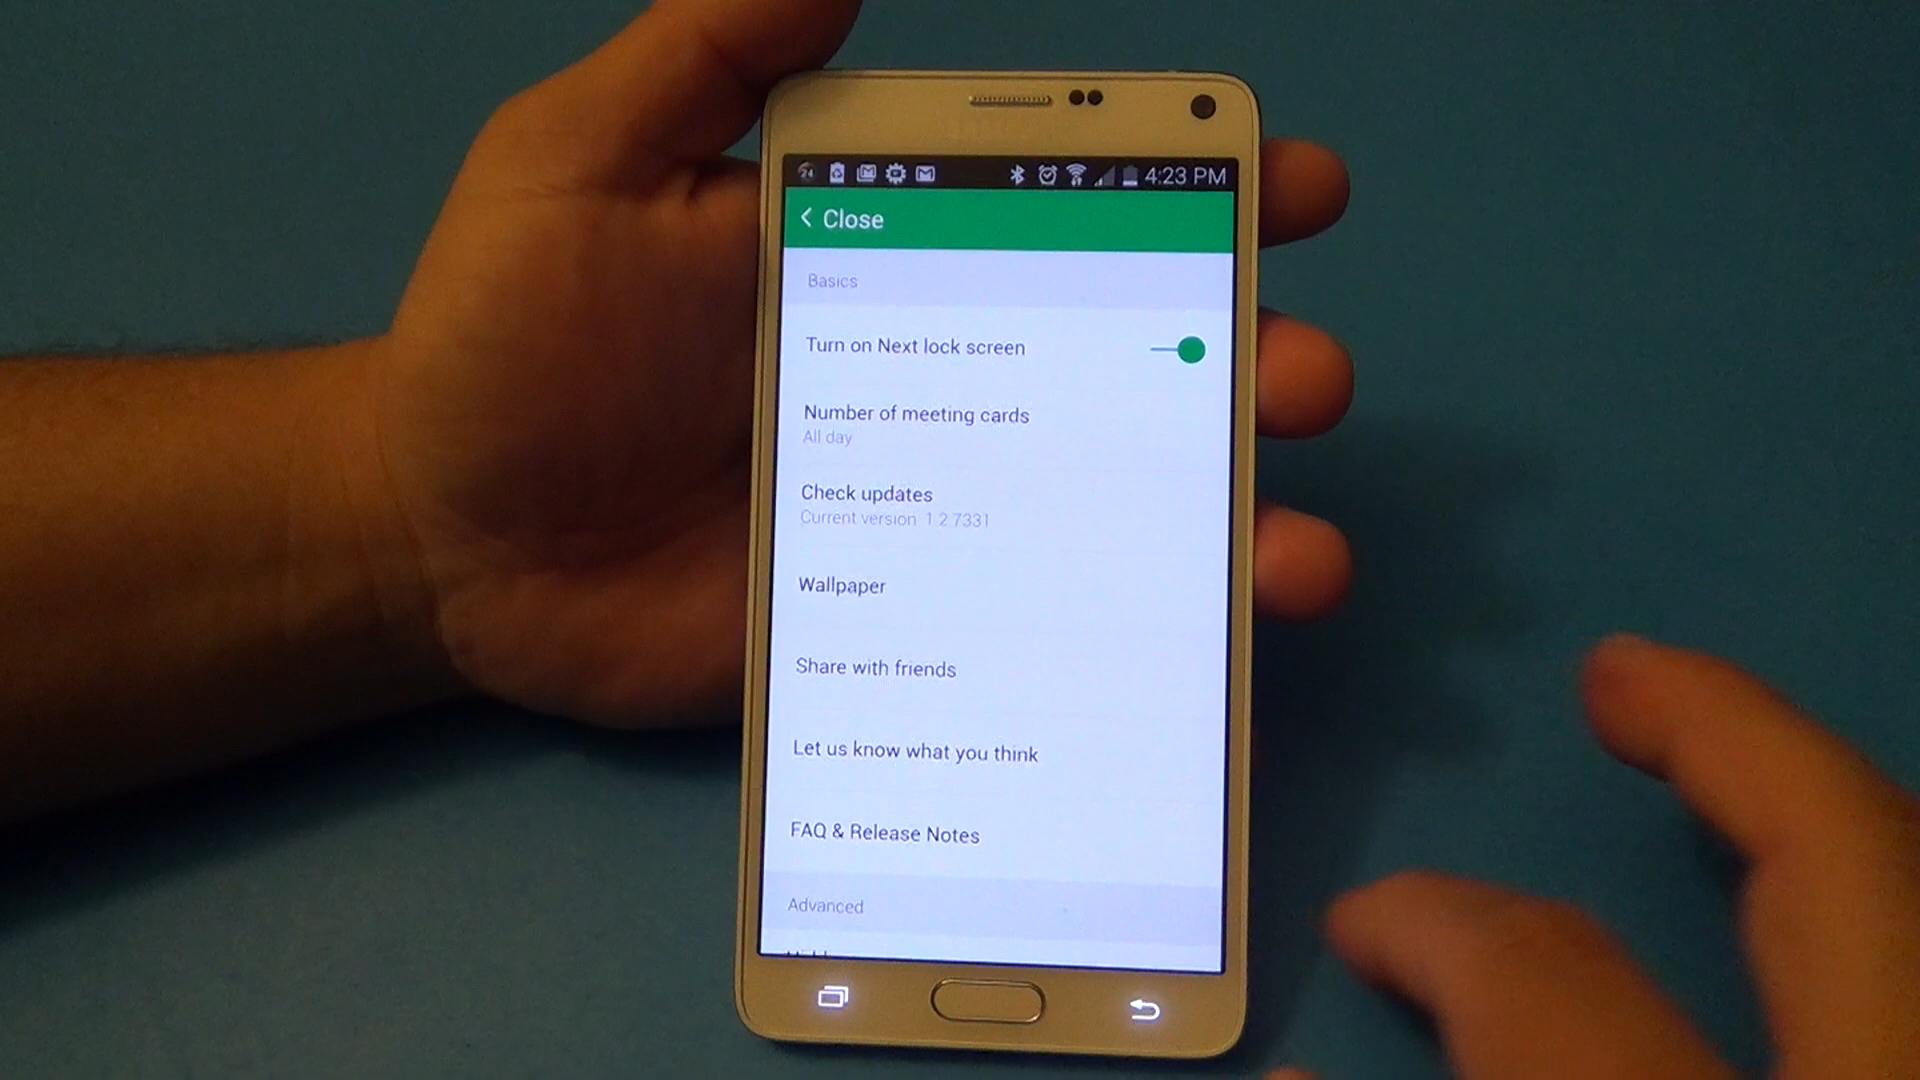 24 4:23 PM
< Close
Basics
Turn on Next lock screen
Number of meeting cards
All day
Check updates
Current version 1.2.7331
Wallpaper
Share with friends
Let us know what you think
FAQ & Release Notes
Advanced